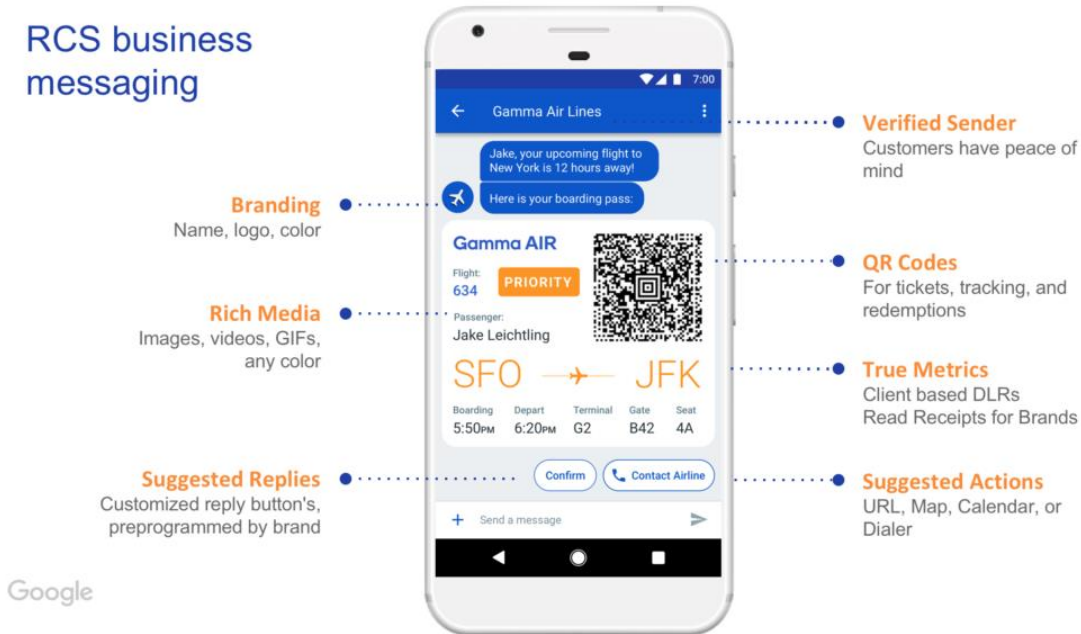 RCS business
messaging
Branding
Name, logo, color
Rich Media
Images, videos, GIFs,
any color
Suggested Replies
Customized reply button's,
preprogrammed by brand
7:00
Gamma Air Lines
Jake, your upcoming flight to
New York is 12 hours away!
Here is your boarding pass:
Gamma AIR
Flight:
634
PRIORITY
Passenger:
Jake Leichtling
SFO JFK
Boarding Depart Terminal Gate Seat
5:50PM 6:20PM G2 B42 4A
Confirm Contact Airline
Send a message
Verified Sender
Customers have peace of
mind
QR Codes
For tickets, tracking, and
redemptions
True Metrics
Client based DLRs
Read Receipts for Brands
Suggested Actions
URL, Map, Calendar, or
Dialer
Google